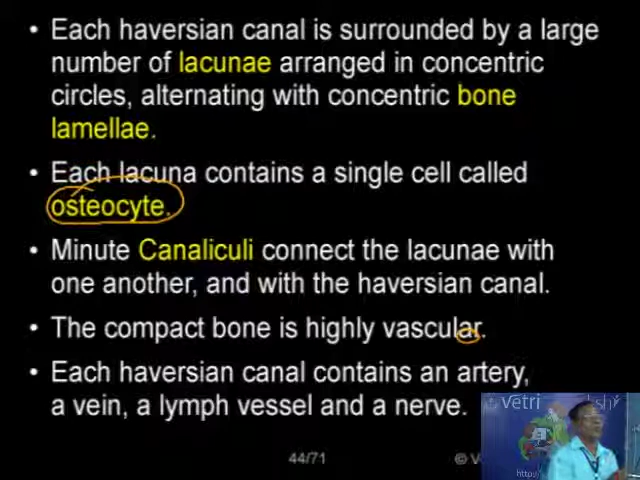 • Each haversian canal is surrounded by a large
number of lacunae arranged in concentric
circles, alternating with concentric bone
lamellae.
• Each lacuna contains a single cell called
osteocyte.
• Minute Canaliculi connect the lacunae with
one another, and with the haversian canal.
• The compact bone is highly vascular.
• Each haversian canal contains an artery,
a vein, a lymph vessel and a nerve.
Vetri
44/71
©
http: